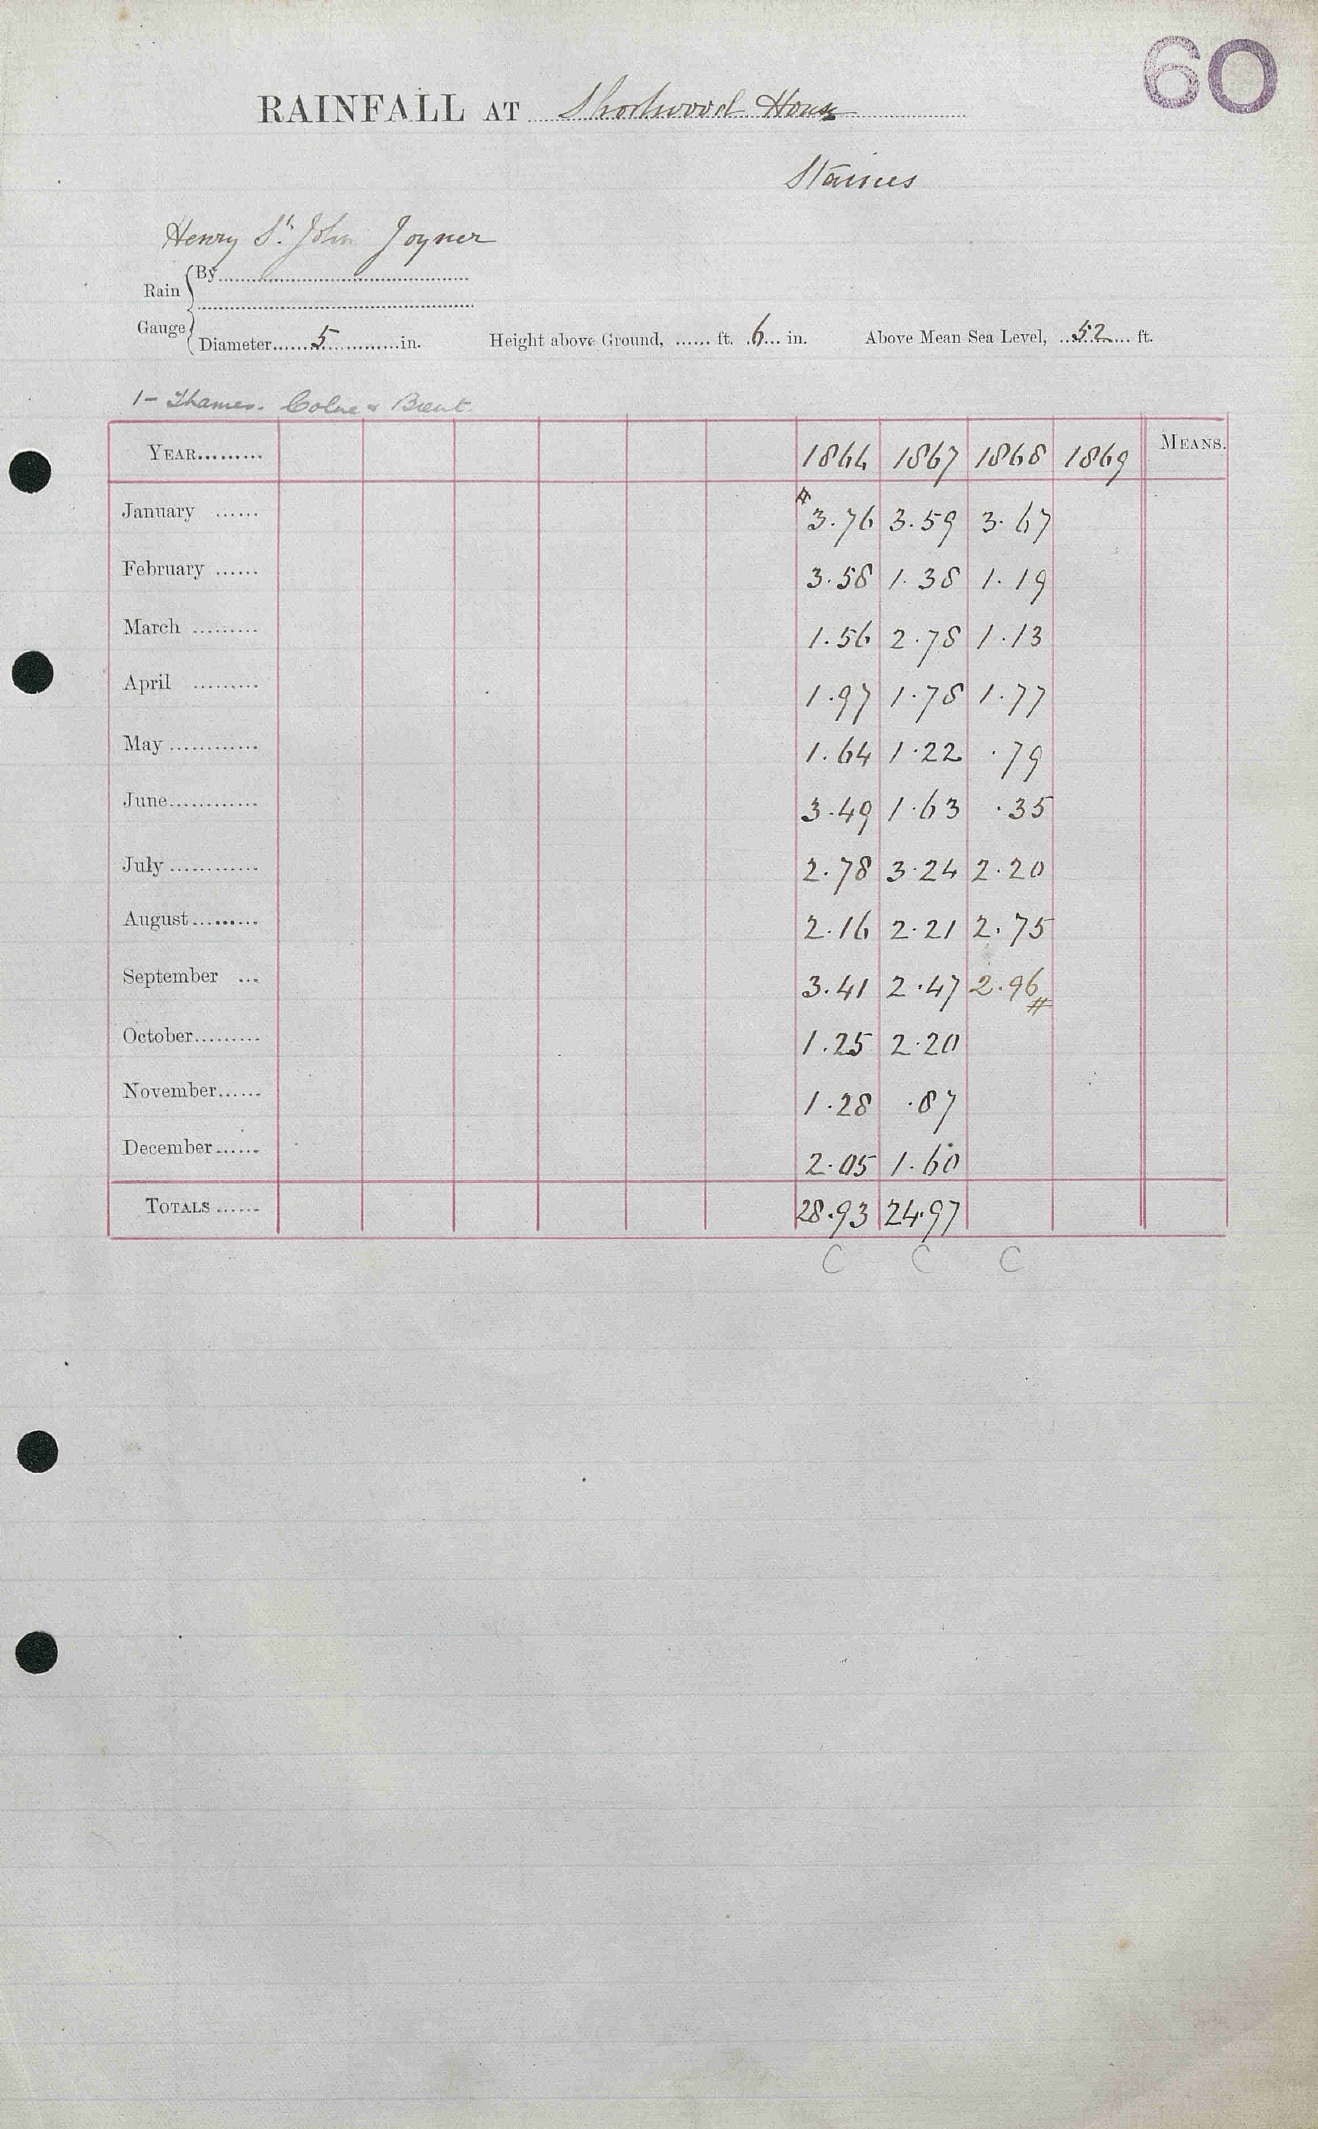 60
RAINFALL AT Shortwood House
Staines
Henry St. John Joyner
By
Rain
Gauge
Diameter 5 in. Height above Ground, ...... ft. 6 in. Above Mean Sea Level, 52 ft.
1 - Thames. Colne & Brent.
YEAR......... 1866 1867 1868 1869 MEANS.
January ...... # 3.76 3.59 3.67
February ...... 3.58 1.38 1.19
March ......... 1.56 2.78 1.13
April ......... 1.97 1.78 1.77
May ............ 1.64 1.22 .79
June............ 3.49 1.63 .35
July ............ 2.78 3.24 2.20
August......... 2.16 2.21 2.75
September ... 3.41 2.47 2.96 #
October......... 1.25 2.20
November...... 1.28 .87
December...... 2.05 1.60
TOTALS ...... 28.93 24.97
C C C